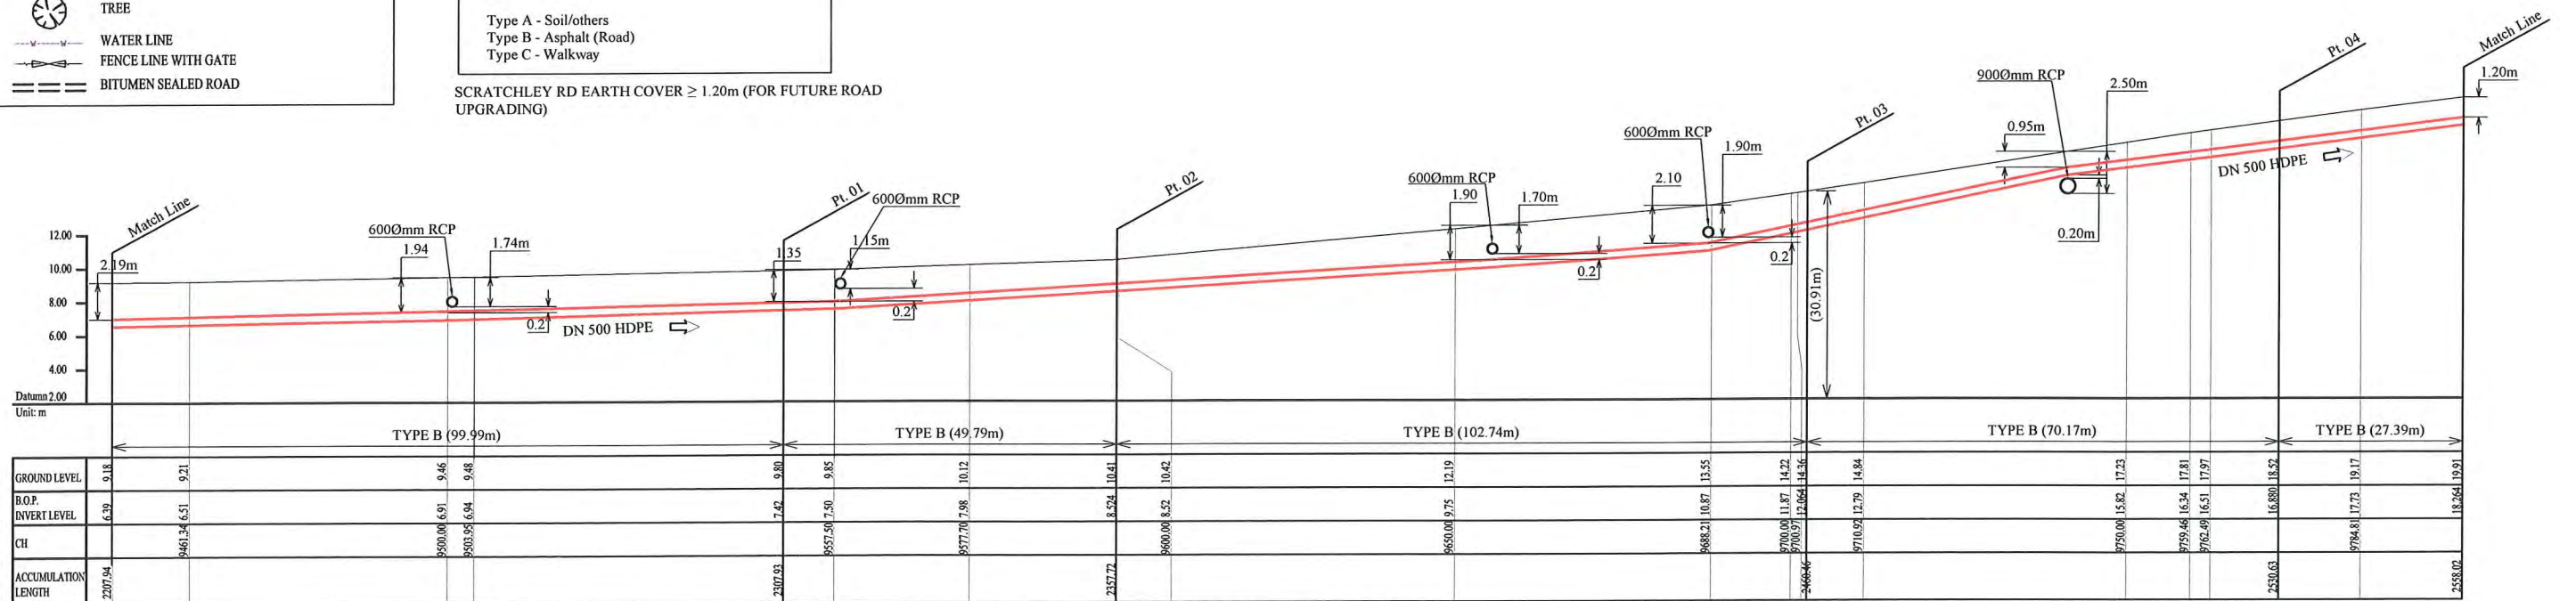 TREE
WATER LINE
FENCE LINE WITH GATE
BITUMEN SEALED ROAD
Type A - Soil/others
Type B - Asphalt (Road)
Type C - Walkway
SCRATCHLEY RD EARTH COVER ≥ 1.20m (FOR FUTURE ROAD
UPGRADING)
Match Line
Pt. 01
Pt. 02
Pt. 03
Pt. 04
Match Line
600Ømm RCP
600Ømm RCP
600Ømm RCP
600Ømm RCP
900Ømm RCP
2.19m
1.94
1.74m
0.2
1.35
1.15m
0.2
1.90
1.70m
0.2
2.10
1.90m
0.2
(30.91m)
0.95m
2.50m
0.20m
1.20m
DN 500 HDPE
DN 500 HDPE
12.00
10.00
8.00
6.00
4.00
Datumn 2.00
Unit: m
TYPE B (99.99m)
TYPE B (49.79m)
TYPE B (102.74m)
TYPE B (70.17m)
TYPE B (27.39m)
GROUND LEVEL 9.18 9.21 9.46 9.48 9.80 9.85 10.12 10.41 10.42 12.19 13.55 14.22 14.36 14.84 17.23 17.81 17.97 18.52 19.17 19.91
B.O.P.
INVERT LEVEL 6.39 6.51 6.91 6.94 7.42 7.50 7.98 8.524 8.52 9.75 10.87 11.87 12.064 12.79 15.82 16.34 16.51 16.880 17.73 18.264
CH 9461.34 9500.00 9503.95 9557.50 9577.70 9600.00 9650.00 9688.21 9700.00 9700.97 9710.92 9750.00 9759.46 9762.49 9784.81
ACCUMULATION
LENGTH 2207.94 2307.93 2357.72 2460.46 2530.63 2558.02